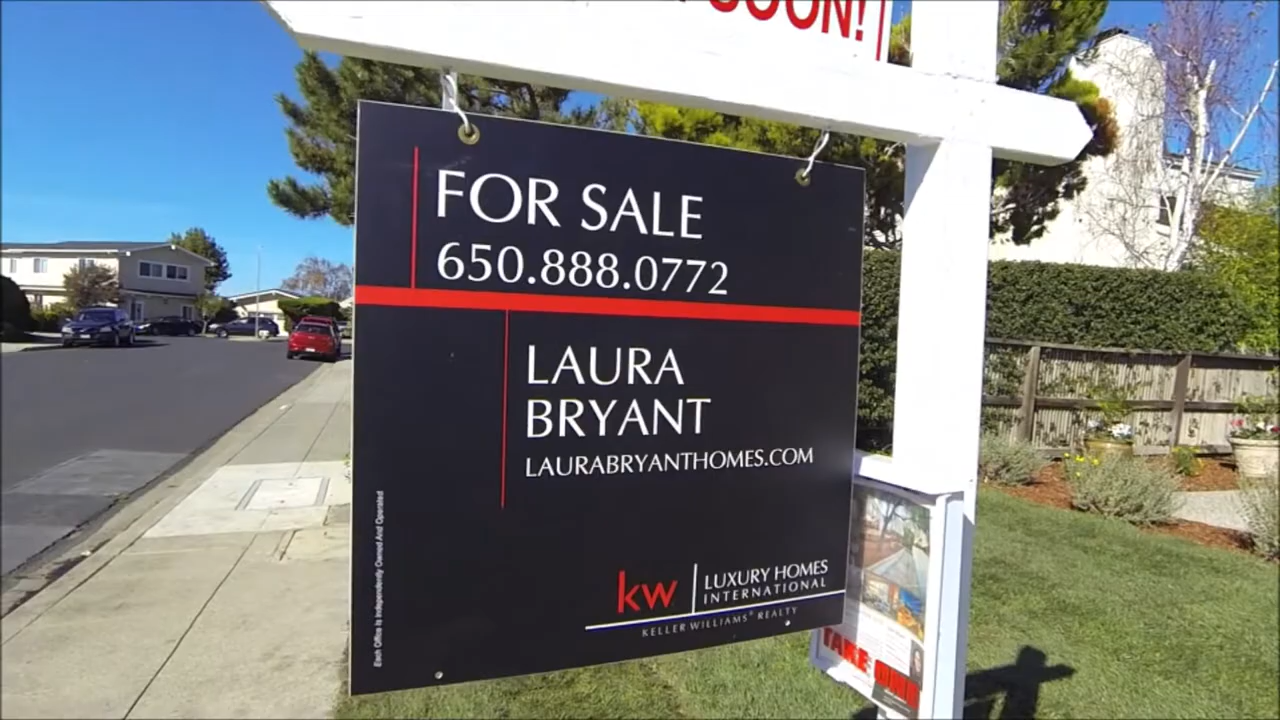 SOON!
FOR SALE
650.888.0772
LAURA
BRYANT
LAURABRYANTHOMES.COM
Each Office Is Independently Owned And Operated
kw
LUXURY HOMES
INTERNATIONAL
KELLER WILLIAMS® REALTY
TAKE ONE